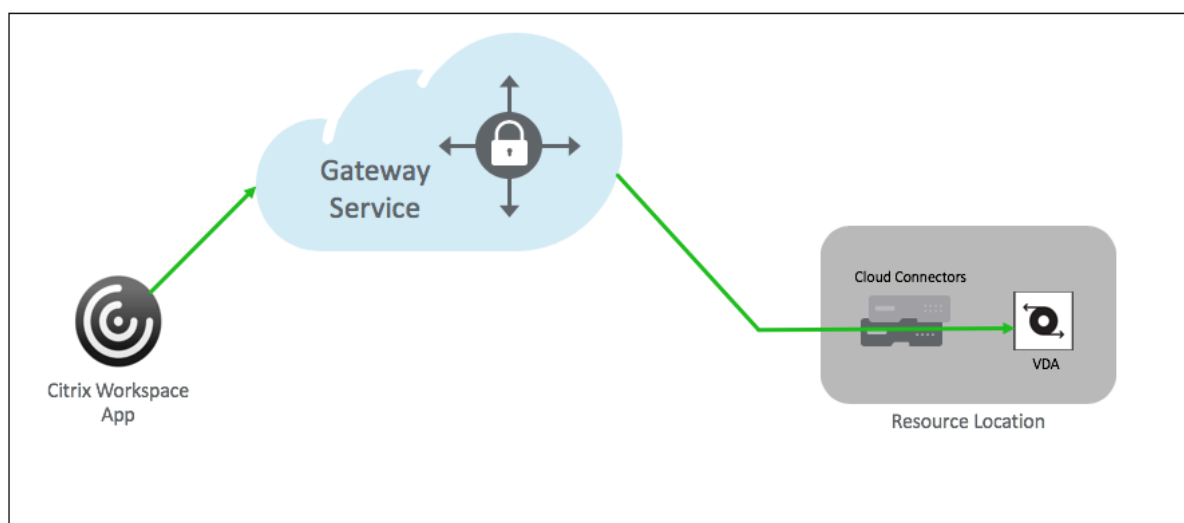 Gateway
Service
Cloud Connectors
VDA
Citrix Workspace
App
Resource Location